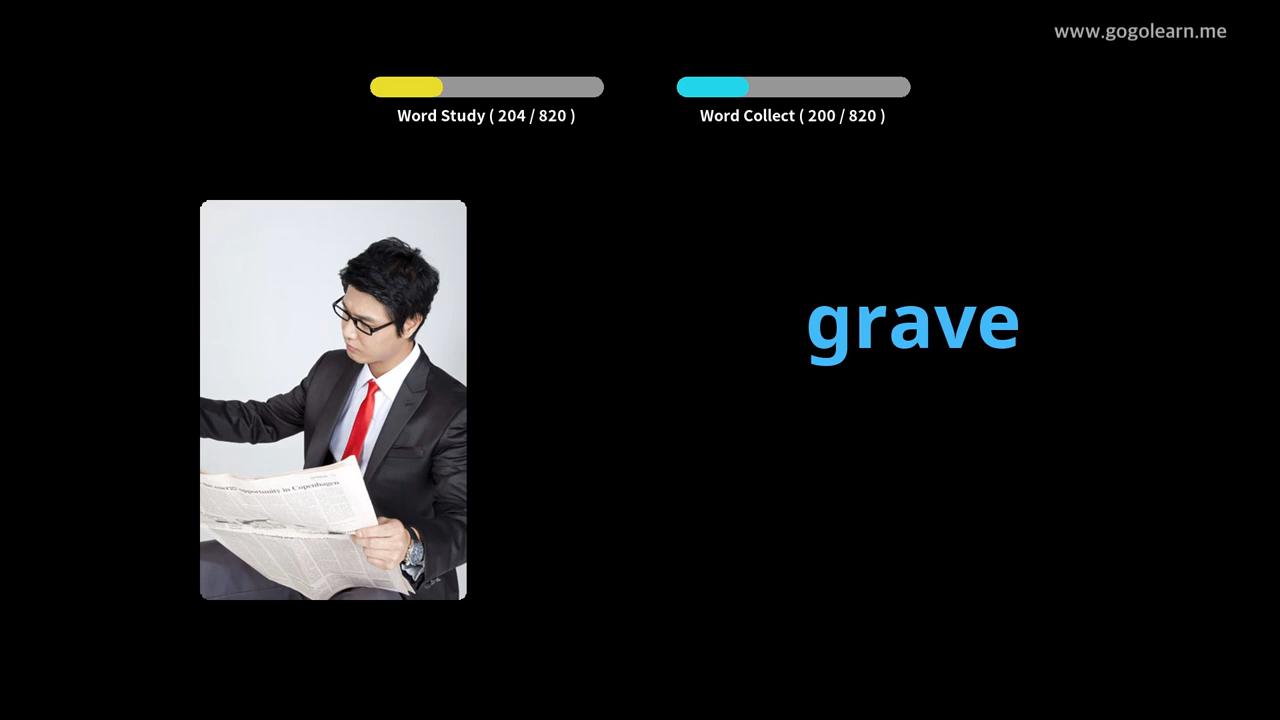 www.gogolearn.me
Word Study ( 204 / 820 )
Word Collect ( 200 / 820 )
grave
opportunity in Copenhagen